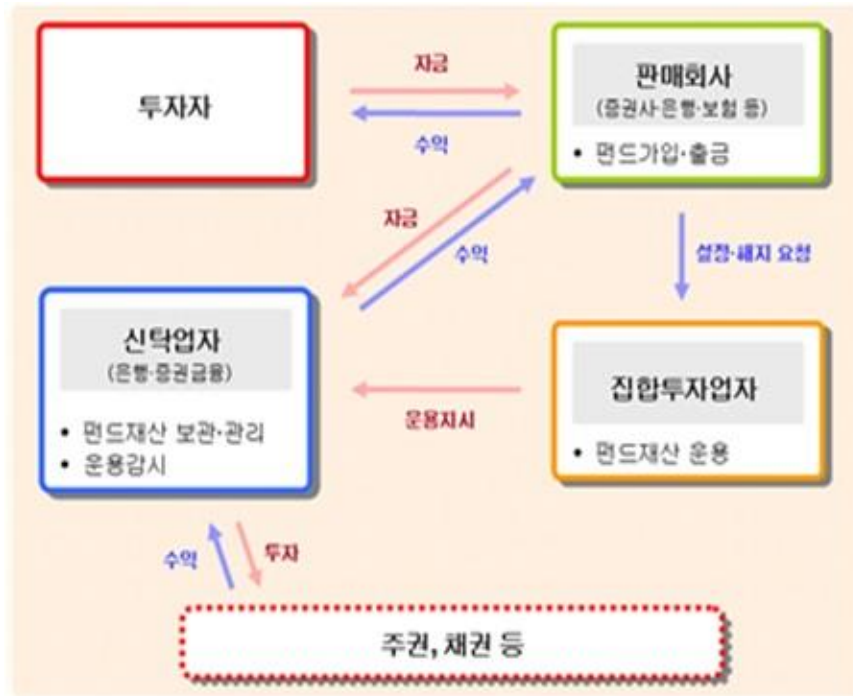 투자자
자금
수익
판매회사
(증권사·은행·보험 등)
• 펀드가입·출금
자금
수익
설정·해지 요청
신탁업자
(은행·증권금융)
• 펀드재산 보관·관리
• 운용감시
운용지시
집합투자업자
• 펀드재산 운용
수익
투자
주권, 채권 등